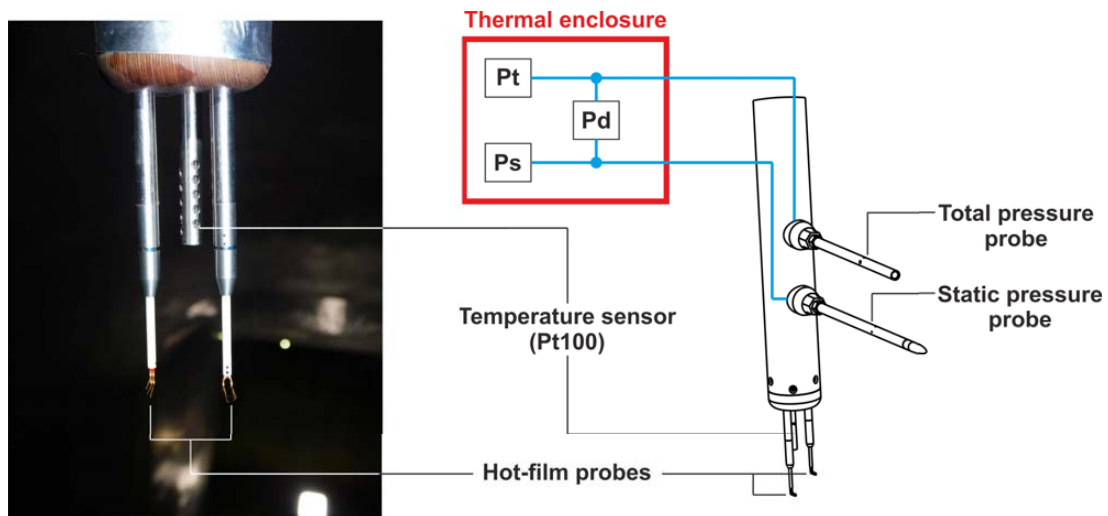 Thermal enclosure
Pt
Pd
Ps
Total pressure
probe
Static pressure
probe
Temperature sensor
(Pt100)
Hot-film probes